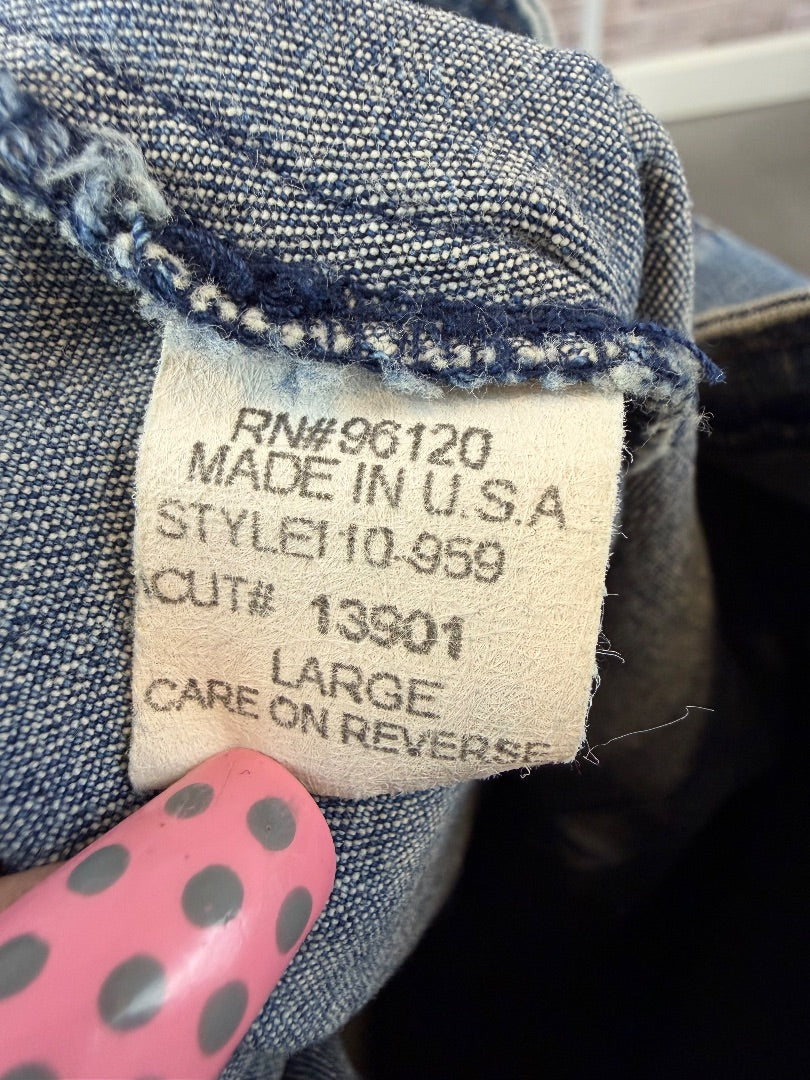 RN#96120
MADE IN U.S.A
STYLE110-959
CUT# 13901
LARGE
CARE ON REVERSE